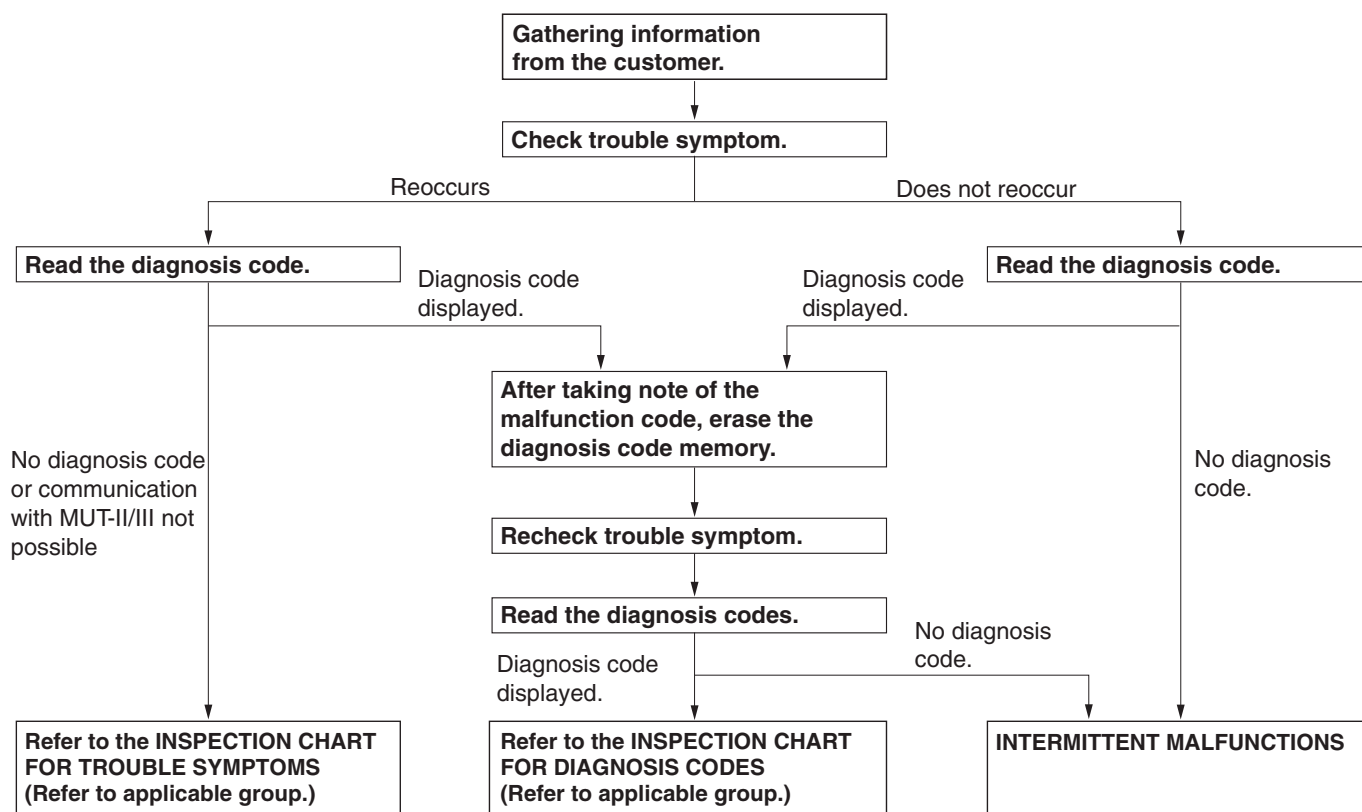 Gathering information
from the customer.
Check trouble symptom.
Reoccurs
Does not reoccur
Read the diagnosis code.
Read the diagnosis code.
Diagnosis code
displayed.
Diagnosis code
displayed.
After taking note of the
malfunction code, erase the
diagnosis code memory.
No diagnosis code
or communication
with MUT-II/III not
possible
No diagnosis
code.
Recheck trouble symptom.
Read the diagnosis codes.
No diagnosis
code.
Diagnosis code
displayed.
Refer to the INSPECTION CHART
FOR TROUBLE SYMPTOMS
(Refer to applicable group.)
Refer to the INSPECTION CHART
FOR DIAGNOSIS CODES
(Refer to applicable group.)
INTERMITTENT MALFUNCTIONS